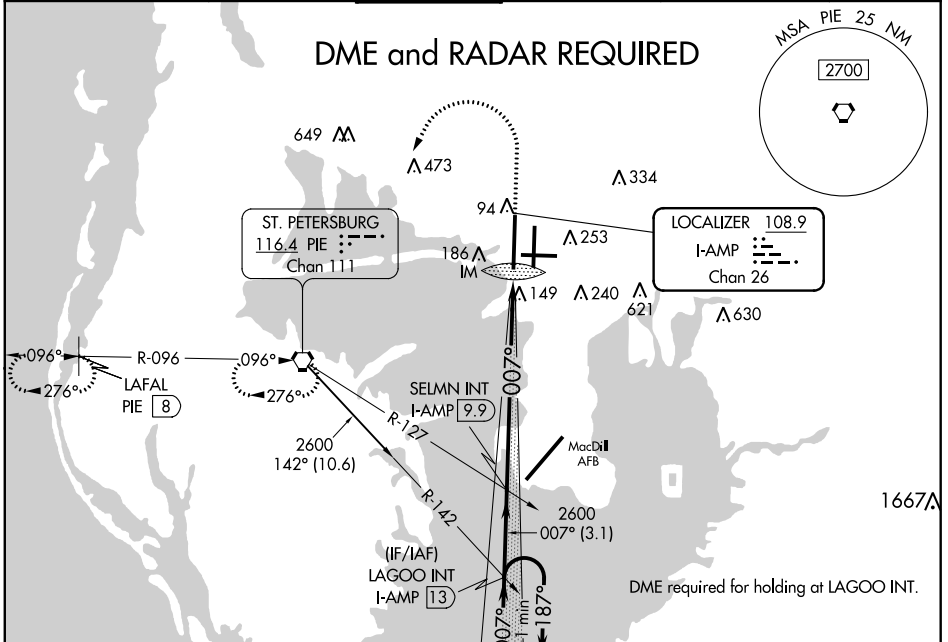 DME and RADAR REQUIRED
MSA PIE 25 NM
2700
649
473
334
94
253
186
IM
149
240
621
630
ST. PETERSBURG
116.4 PIE
Chan 111
LOCALIZER 108.9
I-AMP
Chan 26
096°
R-096
096°
276°
LAFAL
PIE 8
276°
2600
142° (10.6)
R-127
R-142
SELMN INT
I-AMP 9.9
007°
MacDill
AFB
2600
007° (3.1)
1667
(IF/IAF)
LAGOO INT
I-AMP 13
007°
1 min
187°
DME required for holding at LAGOO INT.